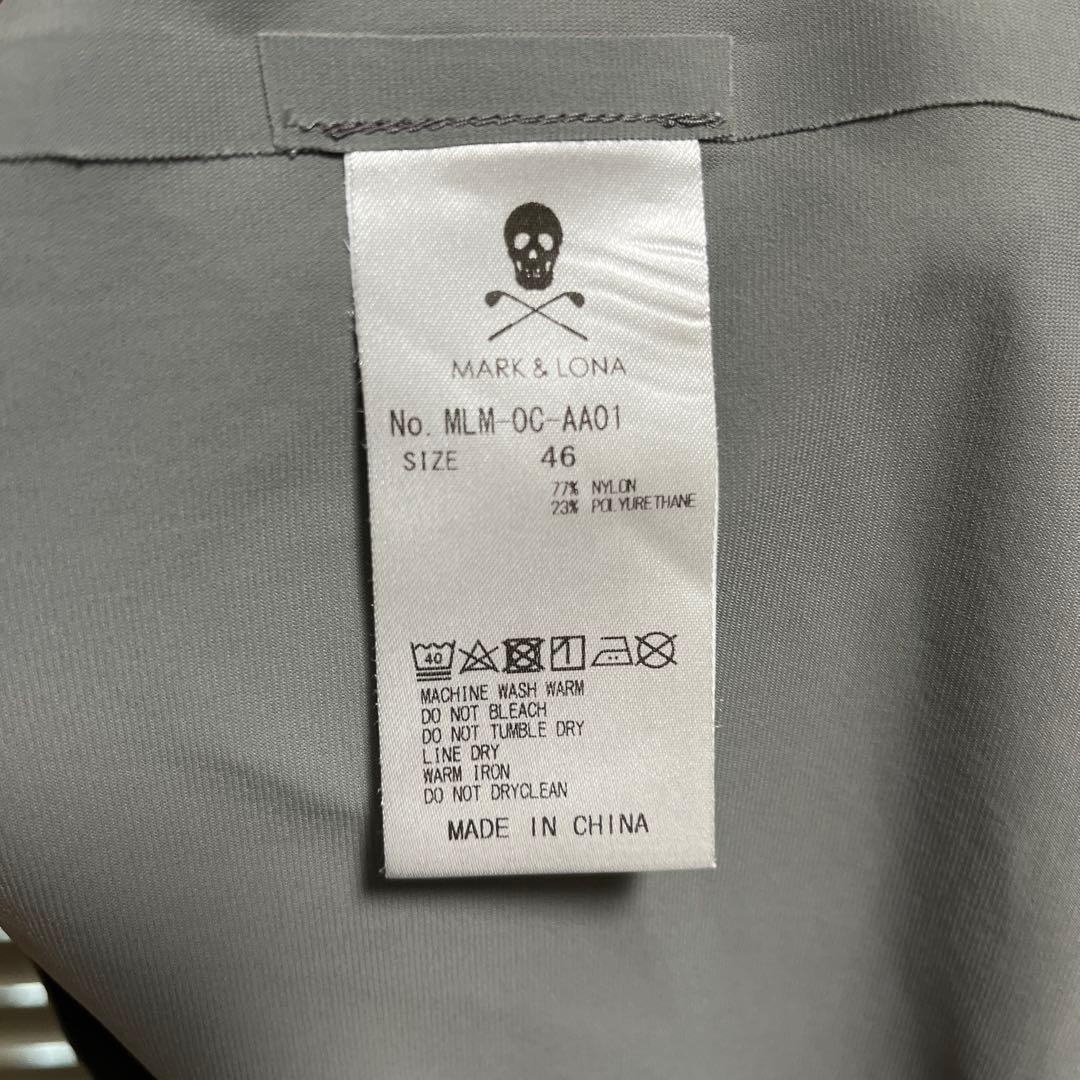 MARK & LONA
No. MLM-OC-AA01
SIZE 46
77% NYLON
23% POLYURETHANE
40
MACHINE WASH WARM
DO NOT BLEACH
DO NOT TUMBLE DRY
LINE DRY
WARM IRON
DO NOT DRYCLEAN
MADE IN CHINA